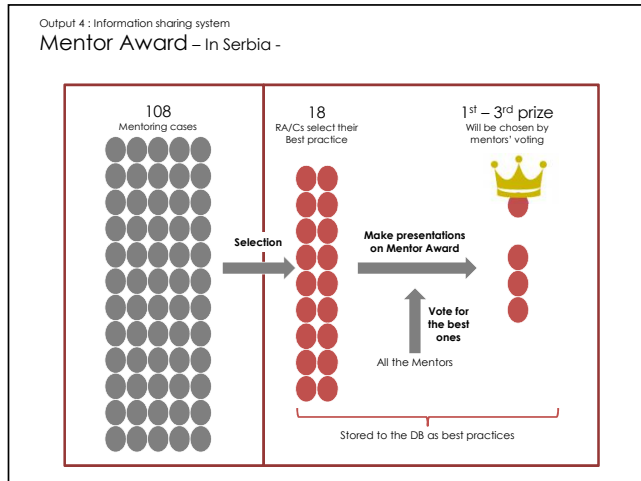 Output 4 : Information sharing system
Mentor Award – In Serbia -
108
Mentoring cases
18
RA/Cs select their
Best practice
1st – 3rd prize
Will be chosen by
mentors' voting
Selection
Make presentations
on Mentor Award
Vote for
the best
ones
All the Mentors
Stored to the DB as best practices